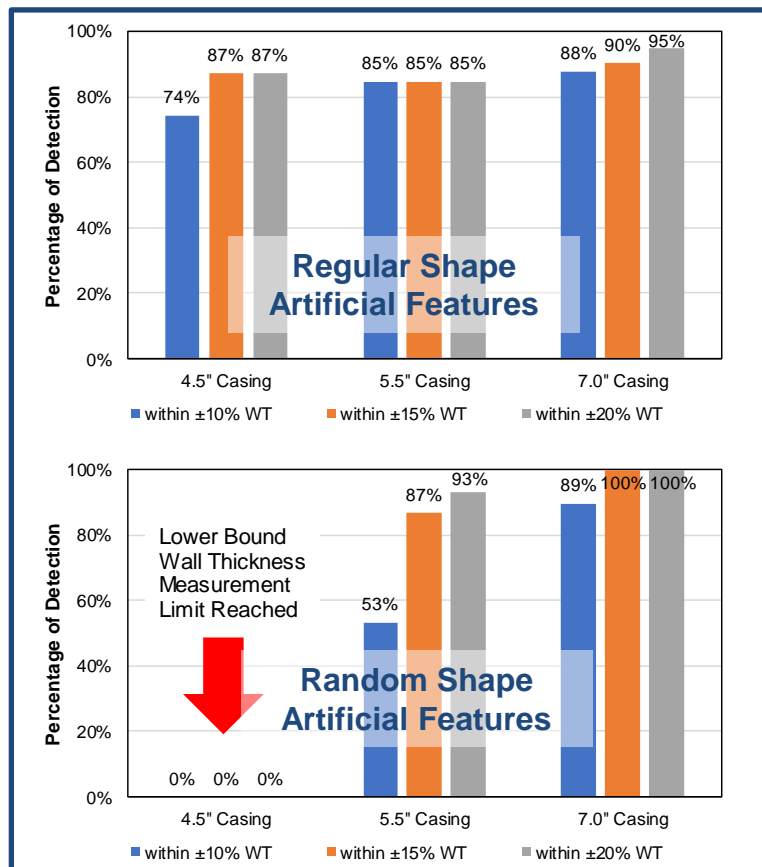 Percentage of Detection
100%
80%
60%
40%
20%
0%
74%
87%
87%
85%
85%
85%
88%
90%
95%
Regular Shape
Artificial Features
4.5" Casing
5.5" Casing
7.0" Casing
within ±10% WT
within ±15% WT
within ±20% WT
Percentage of Detection
100%
80%
60%
40%
20%
0%
Lower Bound
Wall Thickness
Measurement
Limit Reached
0%
0%
0%
53%
87%
93%
89%
100%
100%
Random Shape
Artificial Features
4.5" Casing
5.5" Casing
7.0" Casing
within ±10% WT
within ±15% WT
within ±20% WT